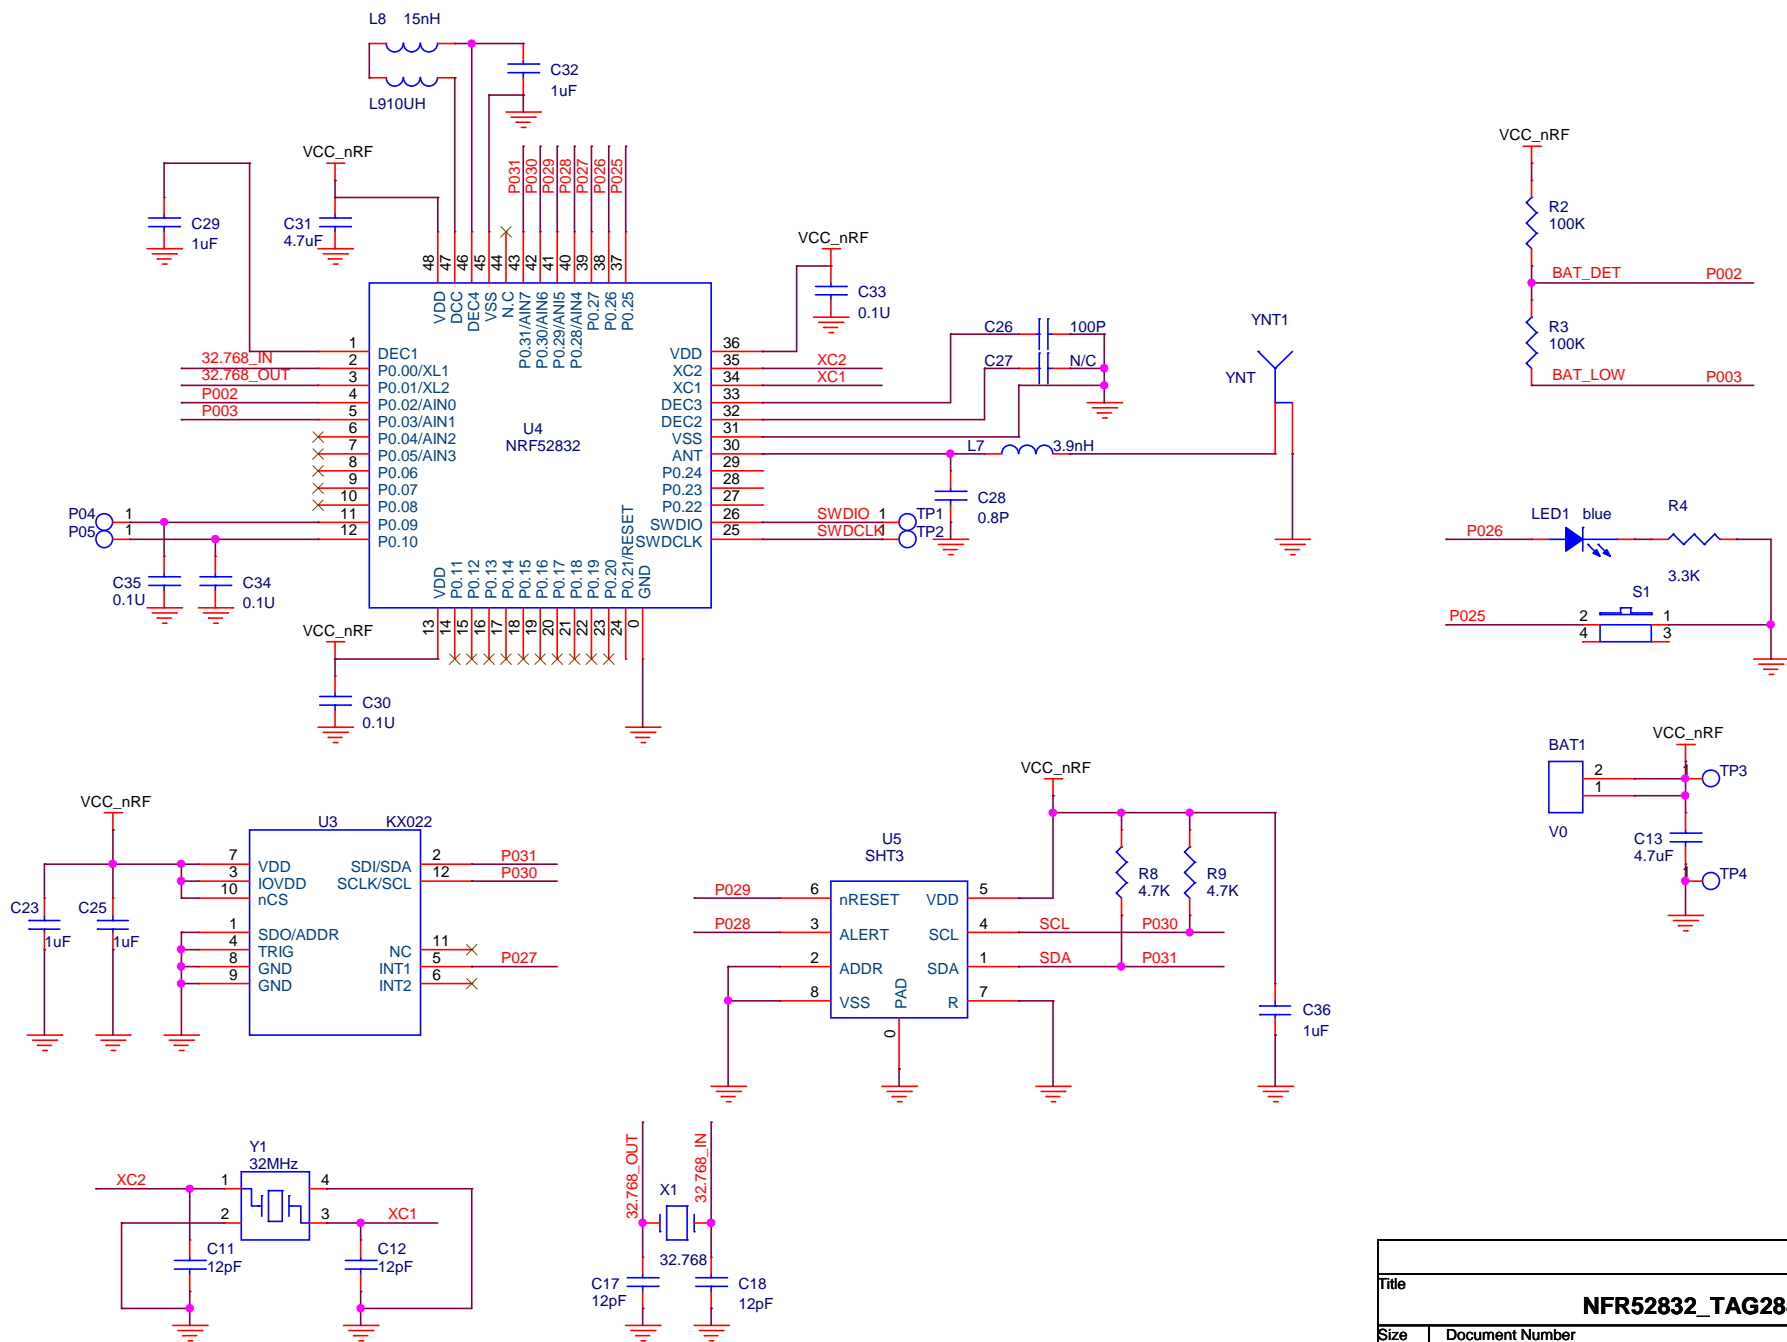 L8 15nH
C32
1uF
L910UH
VCC_nRF
C29
1uF
C31
4.7uF
P031
P030
P029
P028
P027
P026
P025
48
47
46
45
44
43
42
41
40
39
38
37
VDD
DCC
DEC4
VSS
N.C
P0.31/AIN7
P0.30/AIN6
P0.29/ANI5
P0.28/AIN4
P0.27
P0.26
P0.25
VCC_nRF
C33
0.1U
32.768_IN
32.768_OUT
P002
P003
1 DEC1
2 P0.00/XL1
3 P0.01/XL2
4 P0.02/AIN0
5 P0.03/AIN1
6 P0.04/AIN2
7 P0.05/AIN3
8 P0.06
9 P0.07
10 P0.08
11 P0.09
12 P0.10
U4
NRF52832
VDD 36
XC2 35 XC2
XC1 34 XC1
DEC3 33
DEC2 32
VSS 31
ANT 30
P0.24 29
P0.23 28
P0.22 27
SWDIO 26 SWDIO 1 TP1
SWDCLK 25 SWDCLK 1 TP2
C26 100P
C27 N/C
L7 3.9nH
C28
0.8P
YNT1
YNT
P04 1
P05 1
C35
0.1U
C34
0.1U
VDD
P0.11
P0.12
P0.13
P0.14
P0.15
P0.16
P0.17
P0.18
P0.19
P0.20
P0.21/RESET
GND
13
14
15
16
17
18
19
20
21
22
23
24
0
VCC_nRF
C30
0.1U
VCC_nRF
R2
100K
BAT_DET P002
R3
100K
BAT_LOW P003
P026
LED1 blue
R4
3.3K
P025
S1
2 1
4 3
VCC_nRF
BAT1
2
1
V0
1 TP3
C13
4.7uF
1 TP4
VCC_nRF
U3 KX022
C23
1uF
C25
1uF
7 VDD
3 IOVDD
10 nCS
1 SDO/ADDR
4 TRIG
8 GND
9 GND
SDI/SDA 2 P031
SCLK/SCL 12 P030
NC 11
INT1 5 P027
INT2 6
VCC_nRF
U5
SHT3
P029 6 nRESET
P028 3 ALERT
2 ADDR
8 VSS
PAD
0
VDD 5
SCL 4 SCL P030
SDA 1 SDA P031
R 7
R8
4.7K
R9
4.7K
C36
1uF
Y1
32MHz
XC2 1 4
2 3 XC1
C11
12pF
C12
12pF
32.768_OUT
32.768_IN
X1
32.768
C17
12pF
C18
12pF
Title
Size Document Number